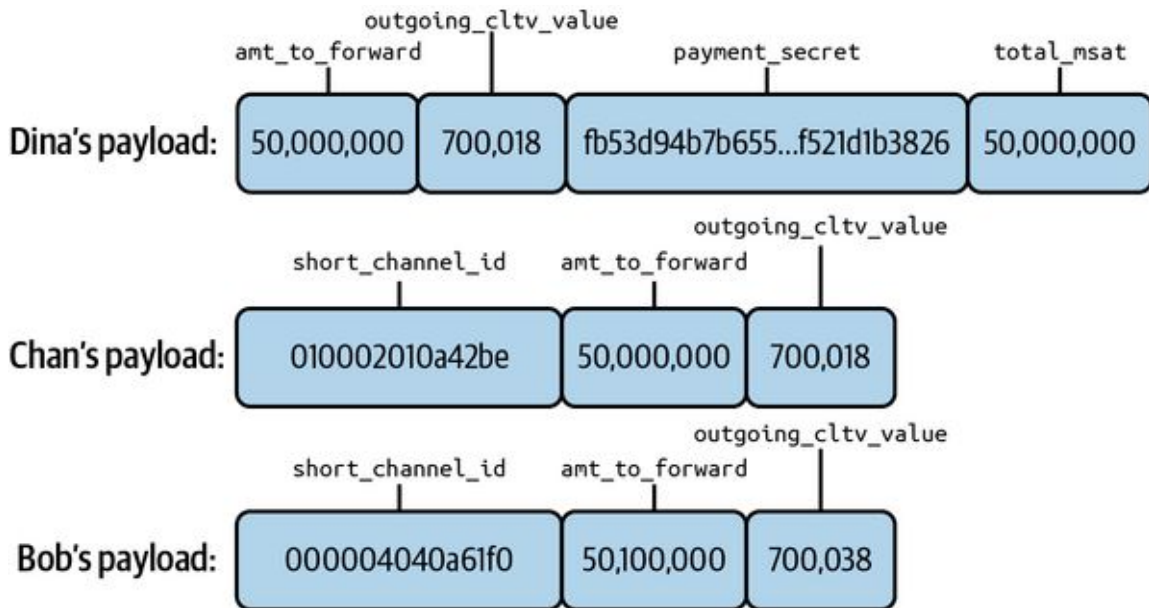 outgoing_cltv_value
amt_to_forward payment_secret total_msat
Dina's payload: 50,000,000 700,018 fb53d94b7b655...f521d1b3826 50,000,000
outgoing_cltv_value
short_channel_id amt_to_forward
Chan's payload: 010002010a42be 50,000,000 700,018
outgoing_cltv_value
short_channel_id amt_to_forward
Bob's payload: 000004040a61f0 50,100,000 700,038